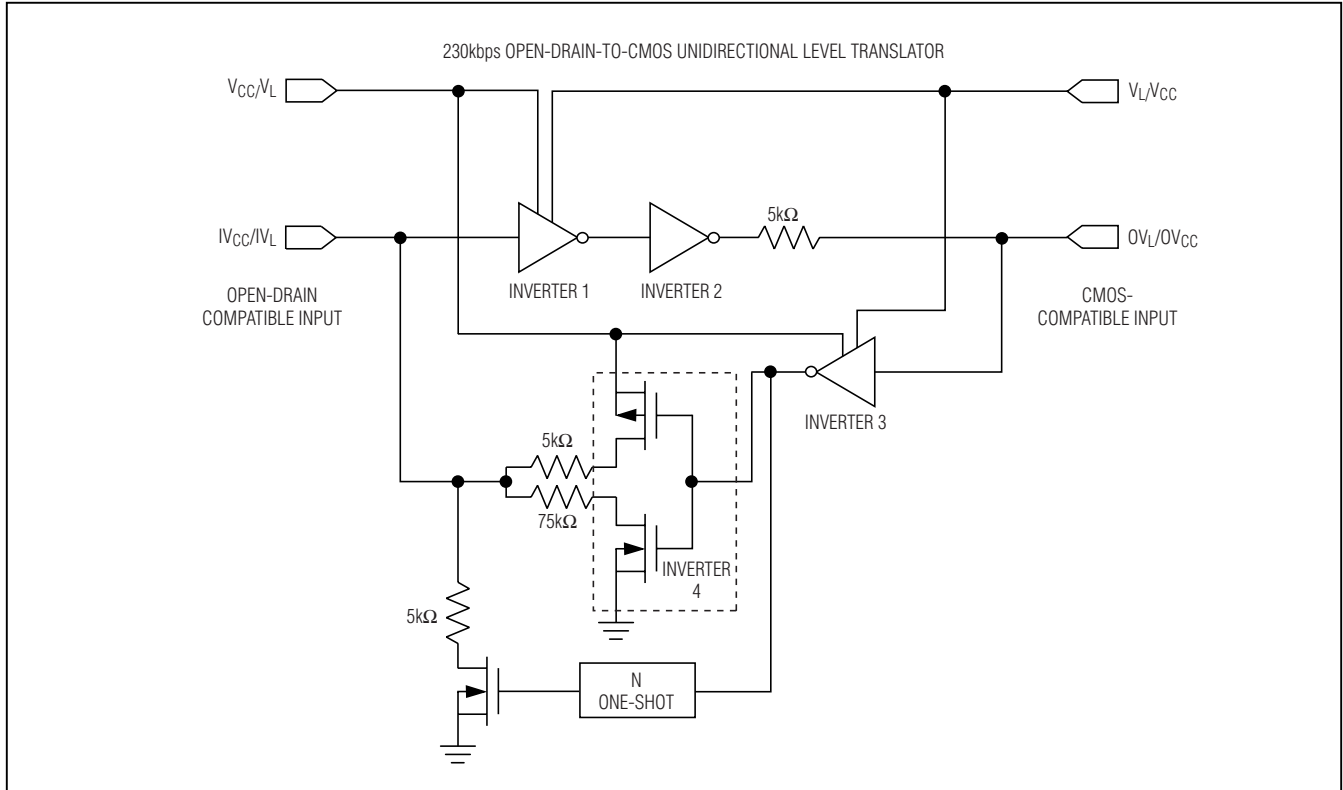 230kbps OPEN-DRAIN-TO-CMOS UNIDIRECTIONAL LEVEL TRANSLATOR
VCC/VL
VL/VCC
5kΩ
IVCC/IVL
OVL/OVCC
INVERTER 1
INVERTER 2
OPEN-DRAIN
COMPATIBLE INPUT
CMOS-
COMPATIBLE INPUT
INVERTER 3
5kΩ
75kΩ
INVERTER
4
5kΩ
N
ONE-SHOT